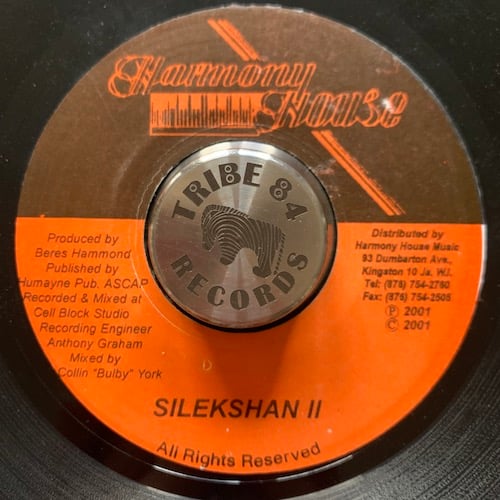 Harmony
House
TRIBE 84
RECORDS
Produced by
Beres Hammond
Published by
Humayne Pub. ASCAP
Recorded & Mixed at
Cell Block Studio
Recording Engineer
Anthony Graham
Mixed by
Collin "Bulby" York
Distributed by
Harmony House Music
93 Dumbarton Ave.,
Kingston 10 Ja. W.I.
Tel: (876) 754-2760
Fax: (876) 754-2505
℗ 2001
© 2001
SILEKSHAN II
All Rights Reserved